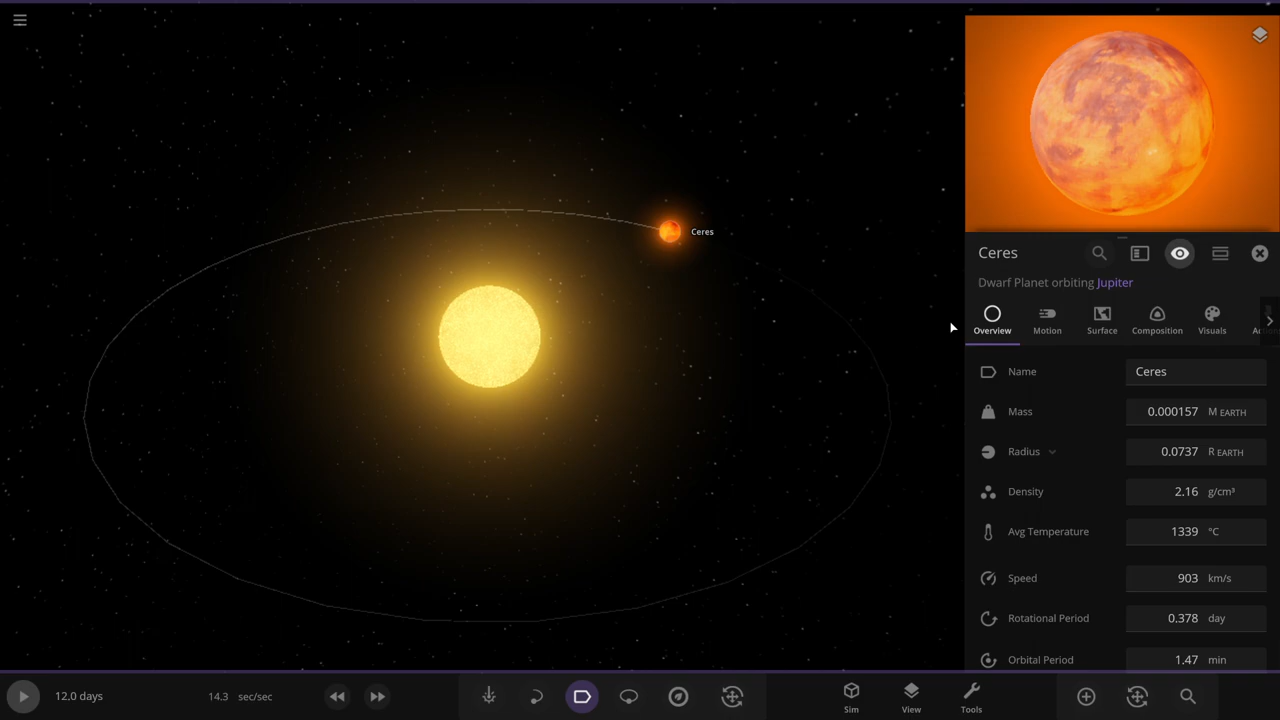 Ceres
Ceres
Dwarf Planet orbiting Jupiter
Overview Motion Surface Composition Visuals
Name Ceres
Mass 0.000157 M EARTH
Radius 0.0737 R EARTH
Density 2.16 g/cm³
Avg Temperature 1339 °C
Speed 903 km/s
Rotational Period 0.378 day
Orbital Period 1.47 min
12.0 days 14.3 sec/sec Sim View Tools